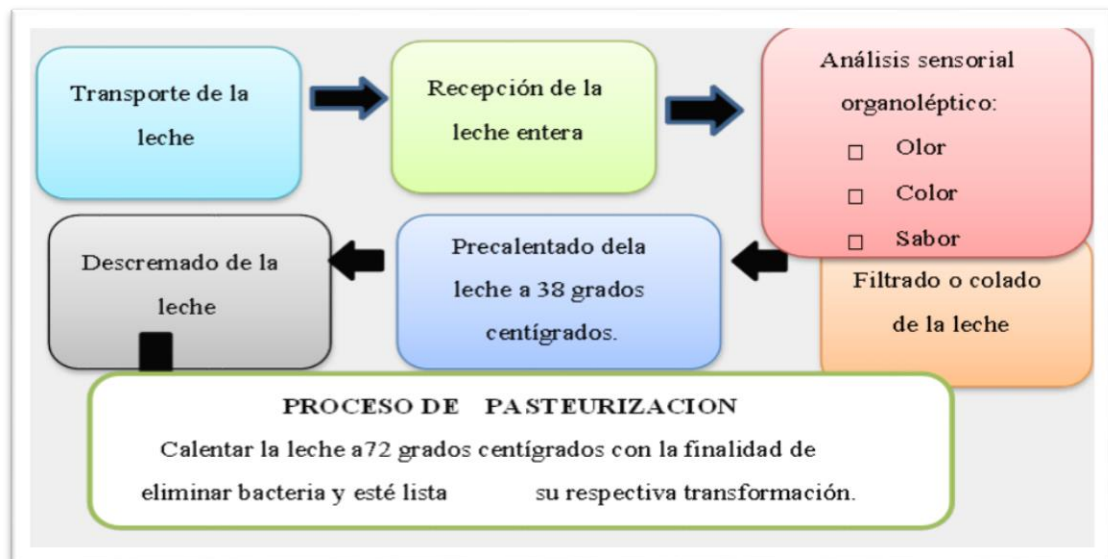 Transporte de la
leche
Recepción de la
leche entera
Análisis sensorial
organoléptico:
□ Olor
□ Color
□ Sabor
Filtrado o colado
de la leche
Precalentado dela
leche a 38 grados
centígrados.
Descremado de la
leche
PROCESO DE PASTEURIZACION
Calentar la leche a72 grados centígrados con la finalidad de
eliminar bacteria y esté lista su respectiva transformación.